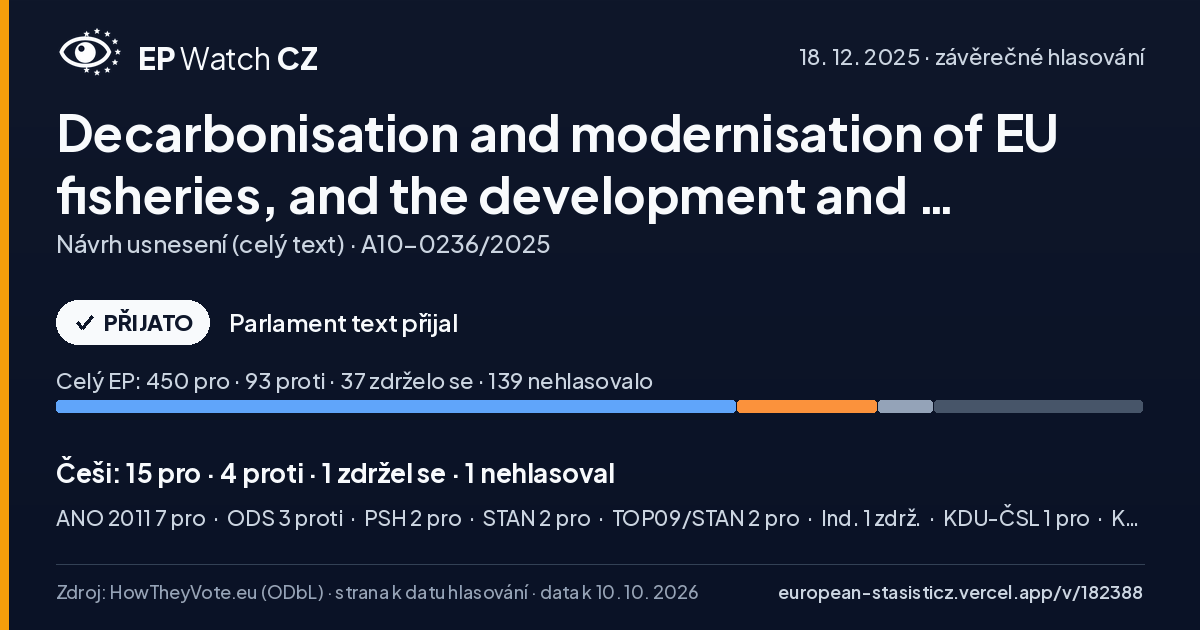 EP Watch CZ
18. 12. 2025 · závěrečné hlasování
Decarbonisation and modernisation of EU
fisheries, and the development and …
Návrh usnesení (celý text) · A10-0236/2025
✓ PŘIJATO
Parlament text přijal
Celý EP: 450 pro · 93 proti · 37 zdrželo se · 139 nehlasovalo
Češi: 15 pro · 4 proti · 1 zdržel se · 1 nehlasoval
ANO 2011 7 pro · ODS 3 proti · PSH 2 pro · STAN 2 pro · TOP09/STAN 2 pro · Ind. 1 zdrž. · KDU-ČSL 1 pro · K…
Zdroj: HowTheyVote.eu (ODbL) · strana k datu hlasování · data k 10. 10. 2026
european-stasisticz.vercel.app/v/182388